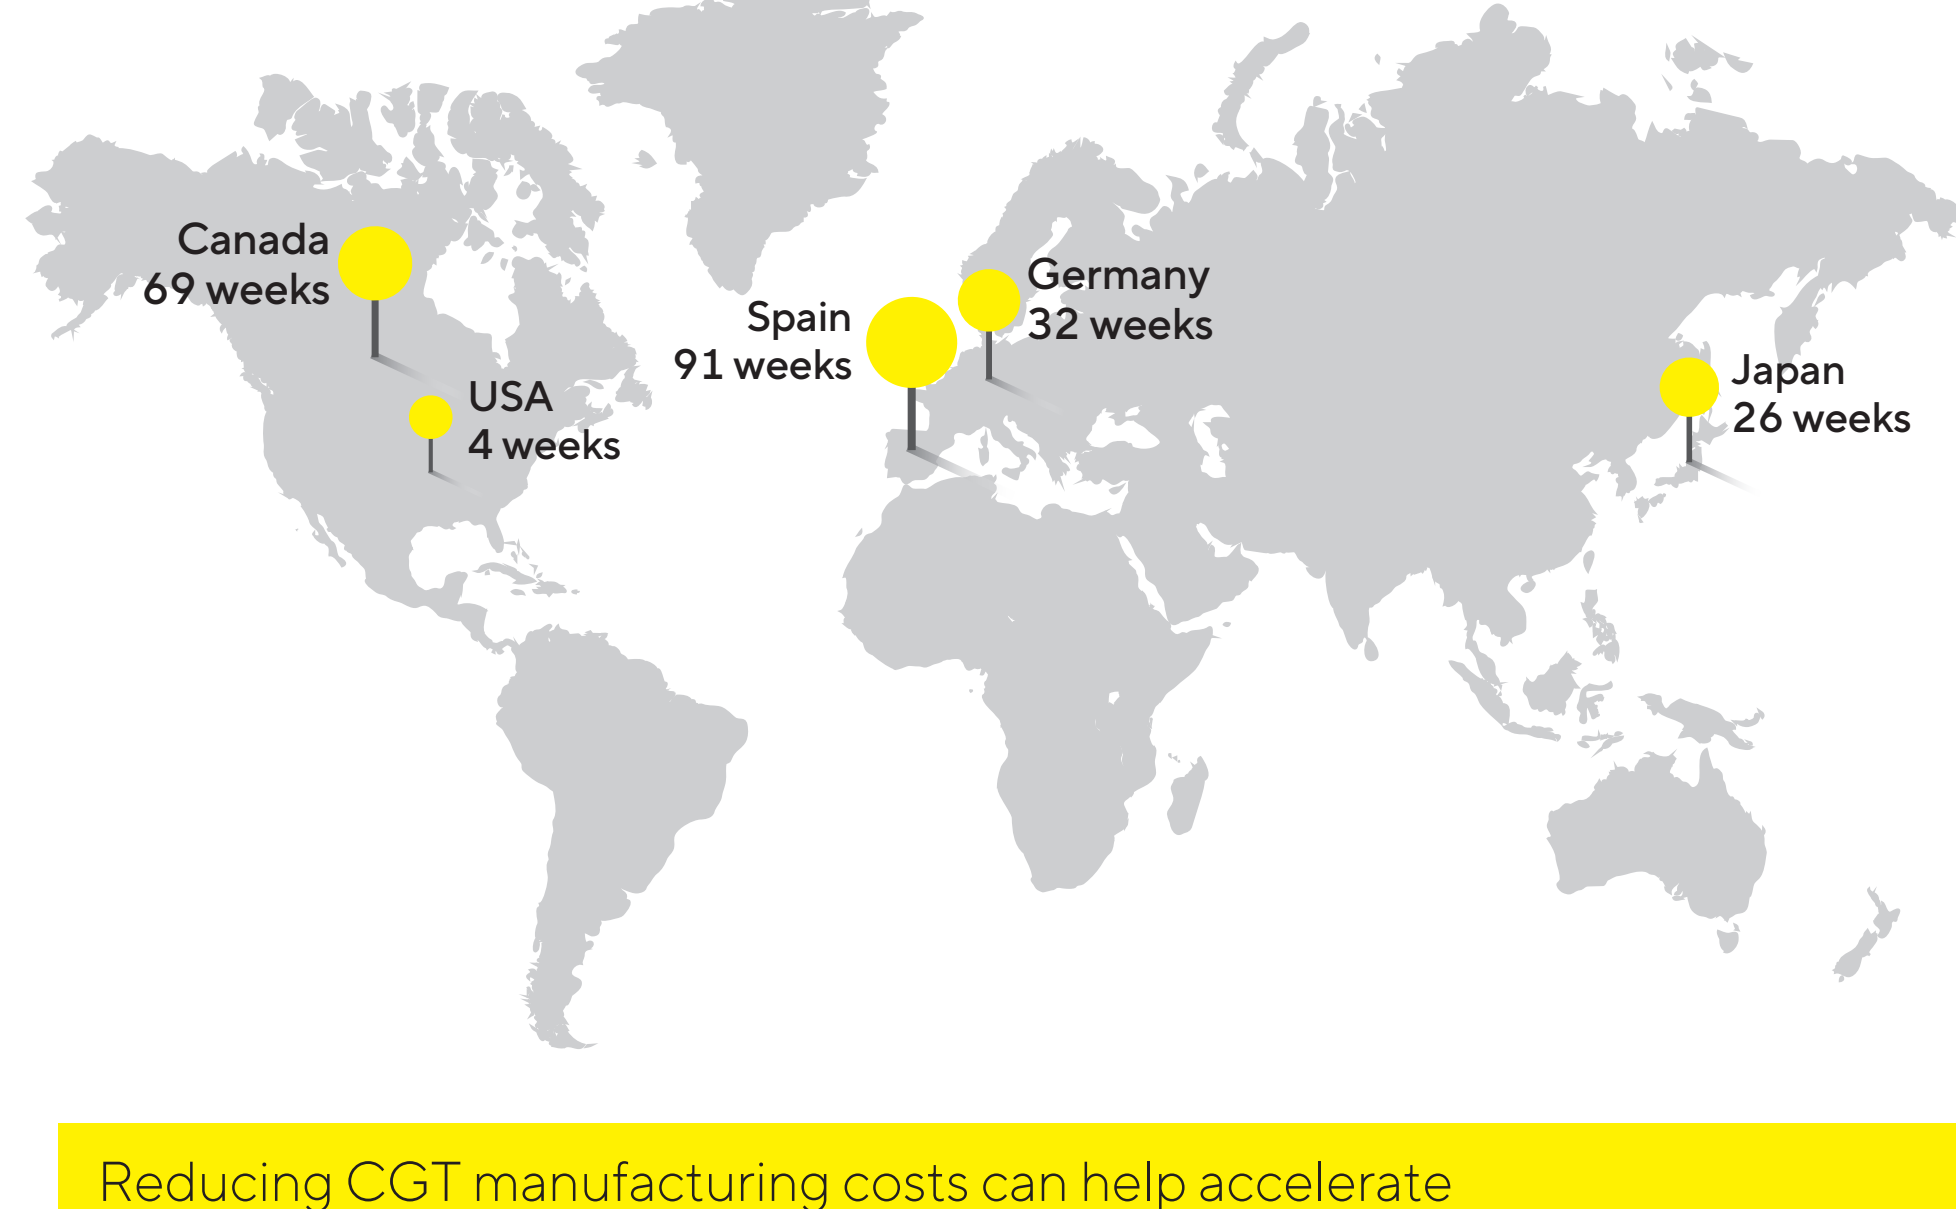 Canada
69 weeks
USA
4 weeks
Spain
91 weeks
Germany
32 weeks
Japan
26 weeks
Reducing CGT manufacturing costs can help accelerate